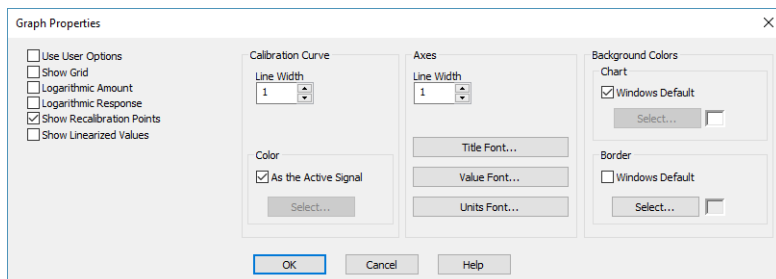 Graph Properties
Use User Options
Show Grid
Logarithmic Amount
Logarithmic Response
Show Recalibration Points
Show Linearized Values
Calibration Curve
Line Width
1
Color
As the Active Signal
Select...
Axes
Line Width
1
Title Font...
Value Font...
Units Font...
Background Colors
Chart
Windows Default
Select...
Border
Windows Default
Select...
OK
Cancel
Help